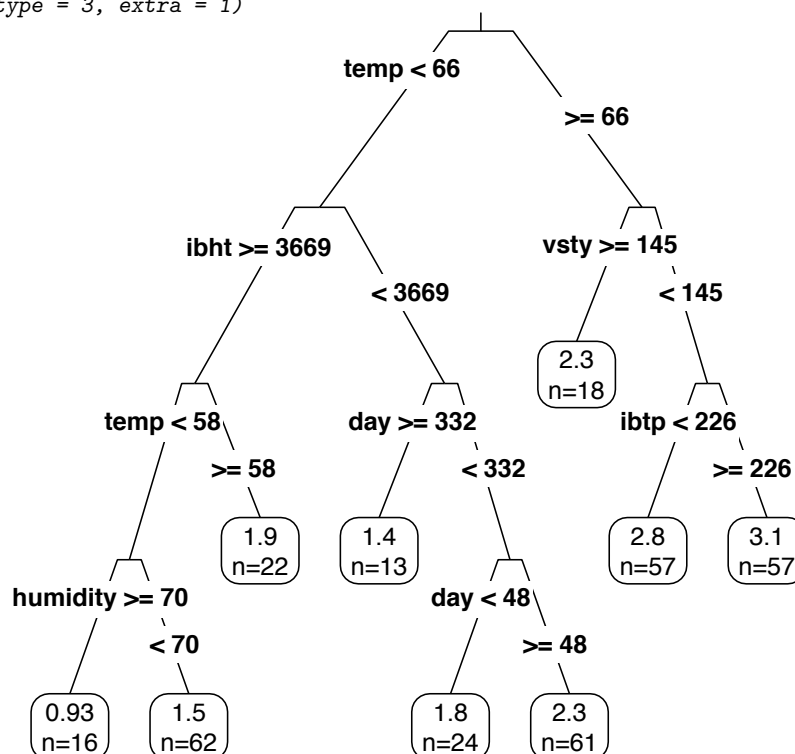 type = 3, extra = 1)
temp < 66
>= 66
ibht >= 3669
vsty >= 145
< 3669
< 145
2.3
n=18
temp < 58
day >= 332
ibtp < 226
>= 58
< 332
>= 226
1.9
n=22
1.4
n=13
2.8
n=57
3.1
n=57
humidity >= 70
day < 48
< 70
>= 48
0.93
n=16
1.5
n=62
1.8
n=24
2.3
n=61